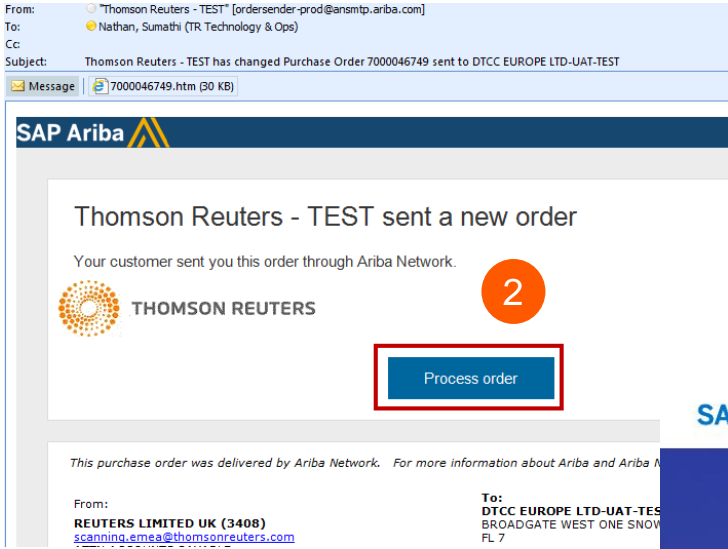 From: "Thomson Reuters - TEST" [ordersender-prod@ansmtp.ariba.com]
To: Nathan, Sumathi (TR Technology & Ops)
Cc:
Subject: Thomson Reuters - TEST has changed Purchase Order 7000046749 sent to DTCC EUROPE LTD-UAT-TEST
Message 7000046749.htm (30 KB)
SAP Ariba
Thomson Reuters - TEST sent a new order
Your customer sent you this order through Ariba Network.
2
THOMSON REUTERS
Process order
SA
This purchase order was delivered by Ariba Network. For more information about Ariba and Ariba
From:
REUTERS LIMITED UK (3408)
scanning.emea@thomsonreuters.com
ATTN ACCOUNTS PAYABLE
To:
DTCC EUROPE LTD-UAT-TES
BROADGATE WEST ONE SNOW
FL 7